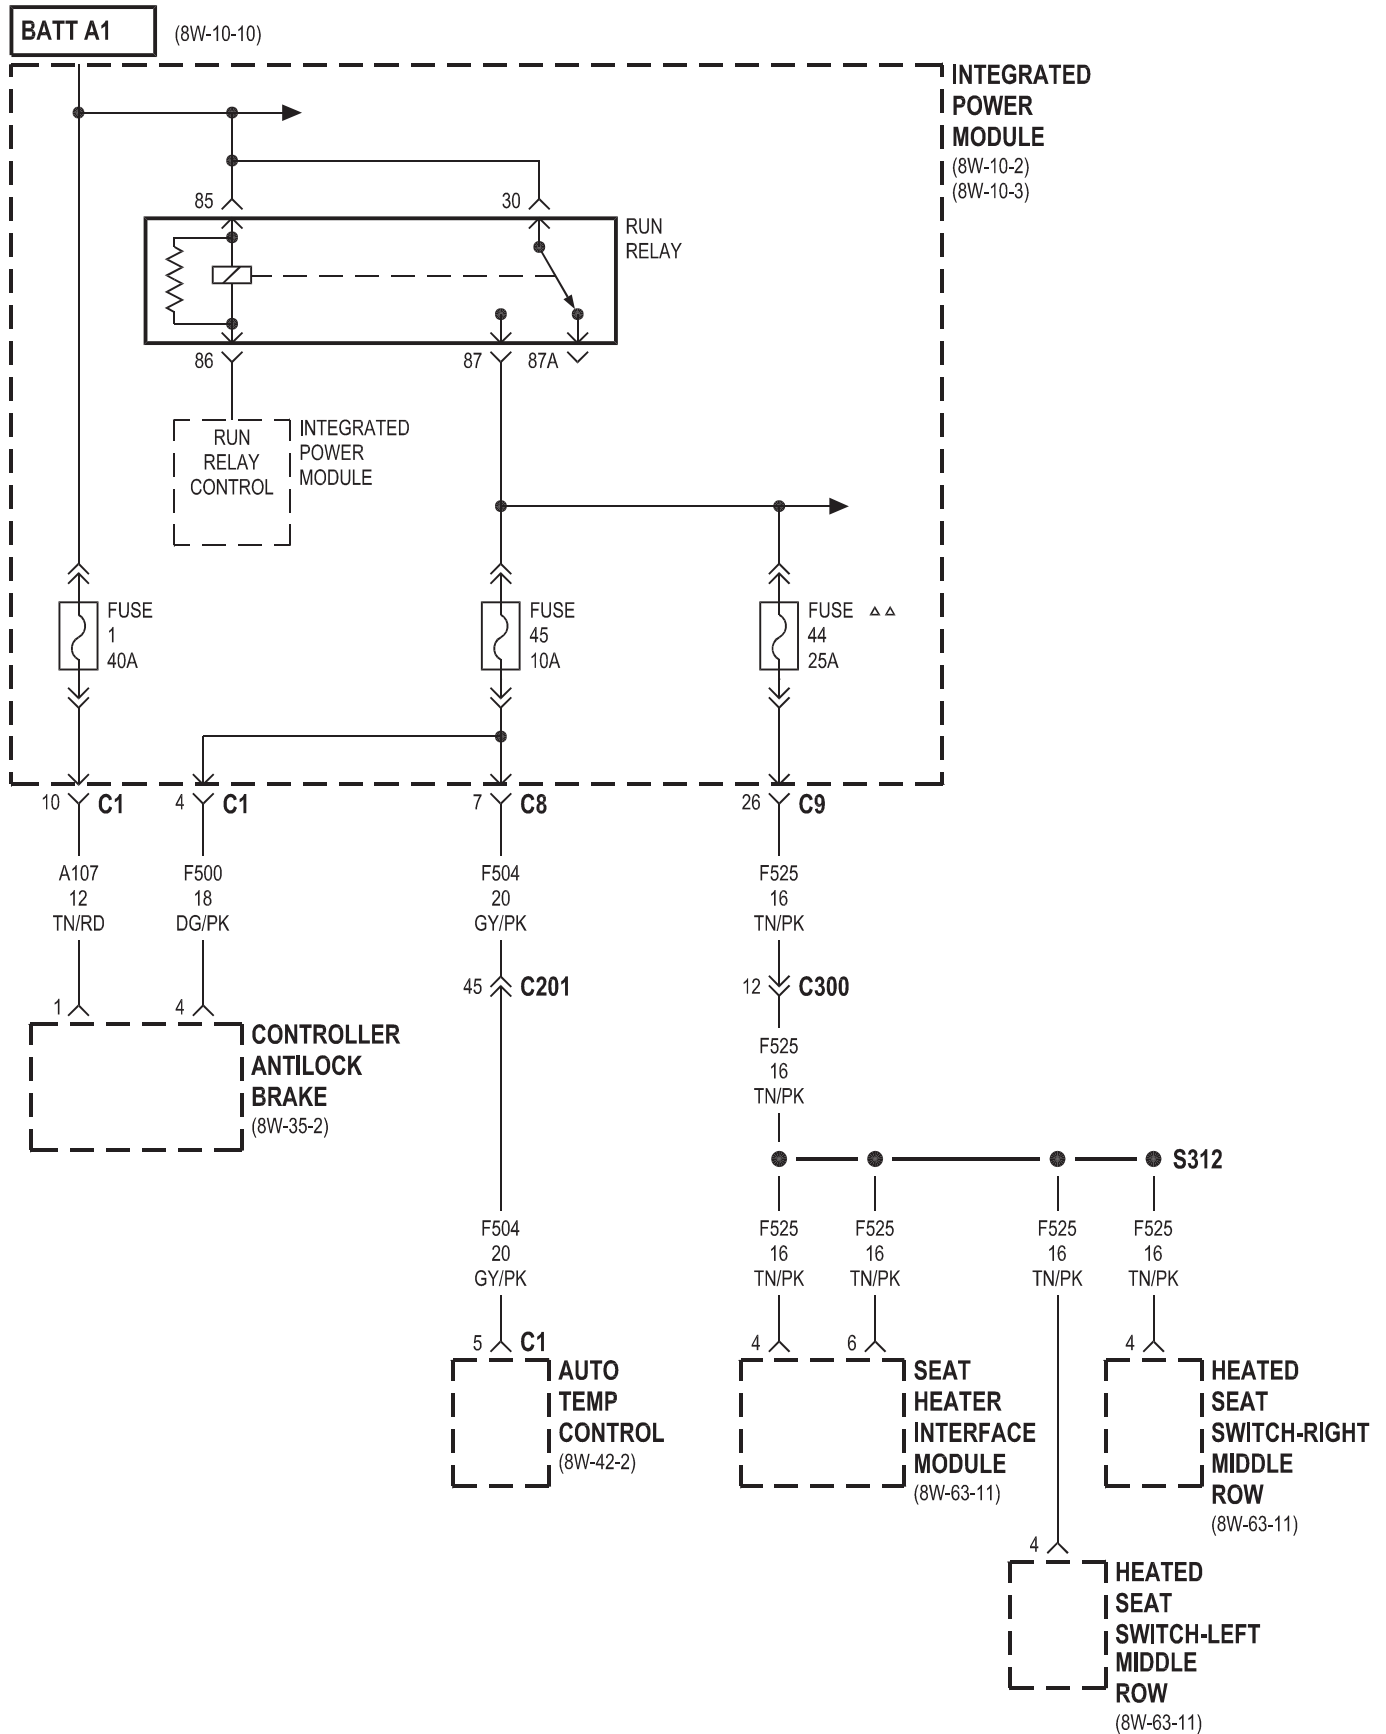 BATT A1
(8W-10-10)
INTEGRATED
POWER
MODULE
(8W-10-2)
(8W-10-3)
85
30
RUN
RELAY
86
87
87A
RUN
RELAY
CONTROL
INTEGRATED
POWER
MODULE
FUSE
1
40A
FUSE
45
10A
FUSE
44
25A
10
C1
4
C1
7
C8
26
C9
A107
12
TN/RD
F500
18
DG/PK
F504
20
GY/PK
F525
16
TN/PK
45
C201
12
C300
1
4
CONTROLLER
ANTILOCK
BRAKE
(8W-35-2)
F525
16
TN/PK
S312
F504
20
GY/PK
F525
16
TN/PK
F525
16
TN/PK
F525
16
TN/PK
F525
16
TN/PK
5
C1
AUTO
TEMP
CONTROL
(8W-42-2)
4
6
SEAT
HEATER
INTERFACE
MODULE
(8W-63-11)
4
HEATED
SEAT
SWITCH-RIGHT
MIDDLE
ROW
(8W-63-11)
4
HEATED
SEAT
SWITCH-LEFT
MIDDLE
ROW
(8W-63-11)